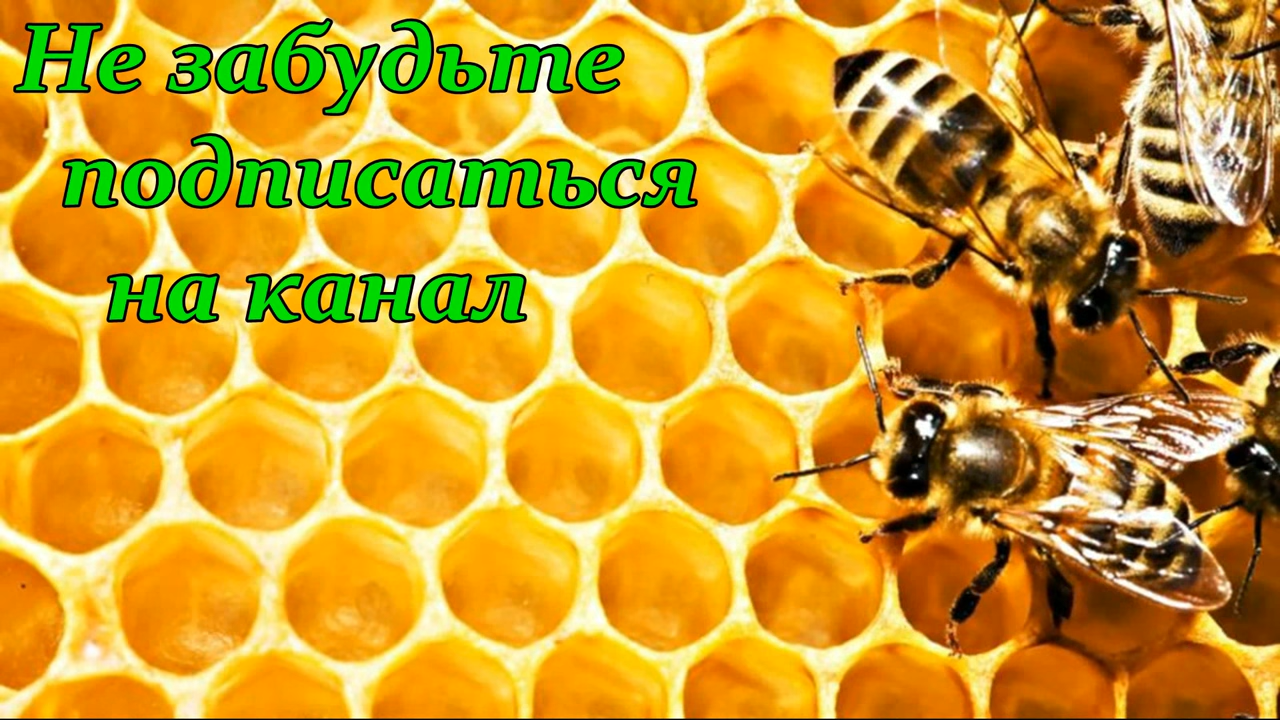 Не забудьте
подписаться
на канал